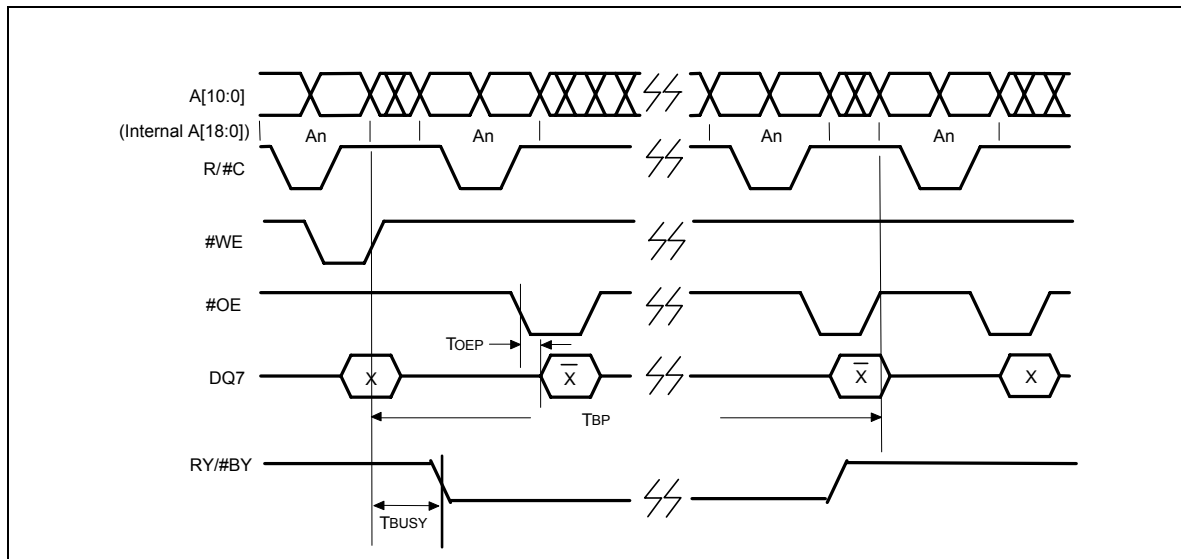 A[10:0]
(Internal A[18:0])
An
An
An
An
R/#C
#WE
#OE
TOEP
DQ7
X
X̅
X̅
X
TBP
RY/#BY
TBUSY